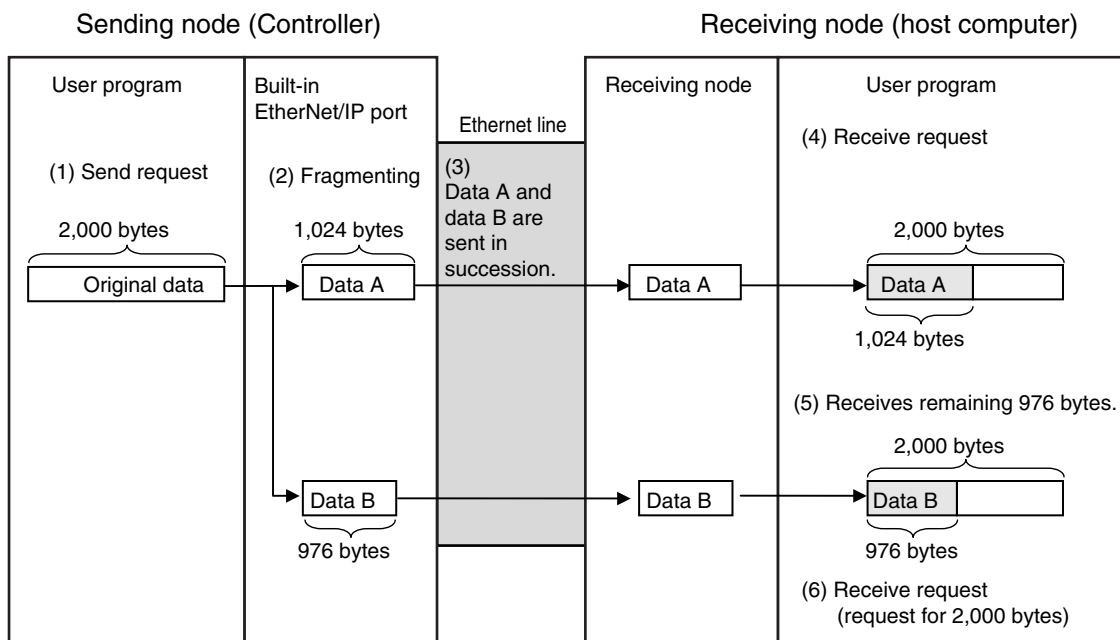 Sending node (Controller)
Receiving node (host computer)
User program
Built-in
EtherNet/IP port
Ethernet line
Receiving node
User program
(1) Send request
(2) Fragmenting
(3)
Data A and
data B are
sent in
succession.
(4) Receive request
2,000 bytes
1,024 bytes
2,000 bytes
Original data
Data A
Data A
Data A
1,024 bytes
(5) Receives remaining 976 bytes.
2,000 bytes
Data B
Data B
Data B
976 bytes
976 bytes
(6) Receive request
(request for 2,000 bytes)